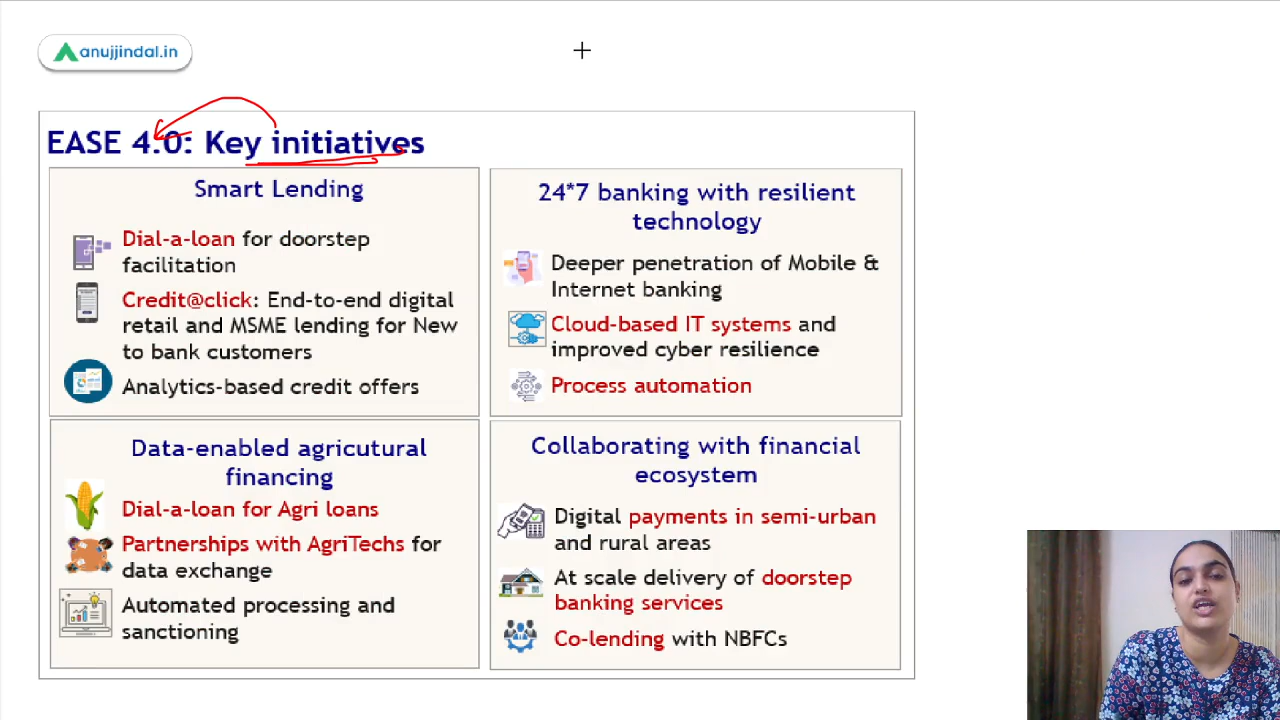 anujjindal.in
EASE 4.0: Key initiatives
Smart Lending
Dial-a-loan for doorstep
facilitation
Credit@click: End-to-end digital
retail and MSME lending for New
to bank customers
Analytics-based credit offers
24*7 banking with resilient
technology
Deeper penetration of Mobile &
Internet banking
Cloud-based IT systems and
improved cyber resilience
Process automation
Data-enabled agricutural
financing
Dial-a-loan for Agri loans
Partnerships with AgriTechs for
data exchange
Automated processing and
sanctioning
Collaborating with financial
ecosystem
Digital payments in semi-urban
and rural areas
At scale delivery of doorstep
banking services
Co-lending with NBFCs